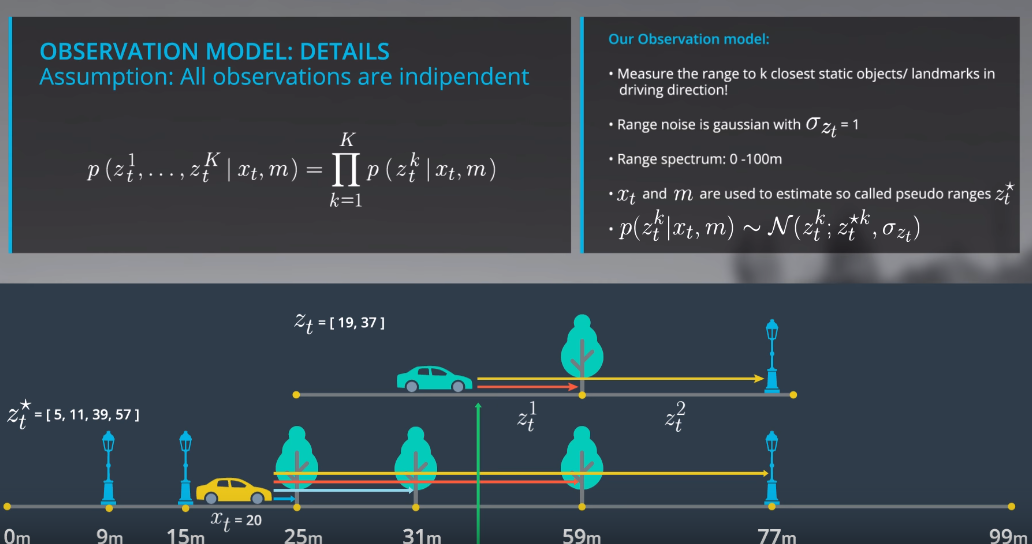 OBSERVATION MODEL: DETAILS
Assumption: All observations are indipendent
p(z_t^1, ..., z_t^K | x_t, m) = ∏_{k=1}^{K} p(z_t^k | x_t, m)
Our Observation model:
• Measure the range to k closest static objects/ landmarks in
driving direction!
• Range noise is gaussian with σ_{z_t} = 1
• Range spectrum: 0 -100m
• x_t and m are used to estimate so called pseudo ranges z_t^⋆
• p(z_t^k|x_t, m) ∼ 𝒩(z_t^k; z_t^{⋆k}, σ_{z_t})
z_t = [ 19, 37 ]
z_t^⋆ = [ 5, 11, 39, 57 ]
z_t^1 z_t^2
x_t = 20
0m 9m 15m 25m 31m 59m 77m 99m